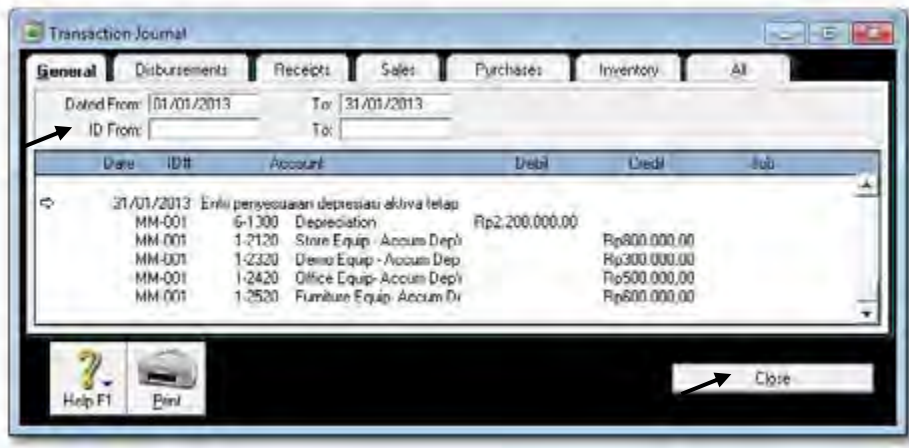 Transaction Journal
General Disbursements Receipts Sales Purchases Inventory All
Dated From: 01/01/2013 To: 31/01/2013
ID From: To:
Date ID# Account Debit Credit Job
31/01/2013 Entri penyesuaian depresiasi aktiva tetap
MM-001 6-1300 Depreciation Rp2.200.000,00
MM-001 1-2120 Store Equip - Accum Dep'r Rp800.000,00
MM-001 1-2320 Demo Equip - Accum Dep Rp300.000,00
MM-001 1-2420 Office Equip- Accum Dep'r Rp500.000,00
MM-001 1-2520 Furniture Equip- Accum De Rp600.000,00
Help F1 Print Close